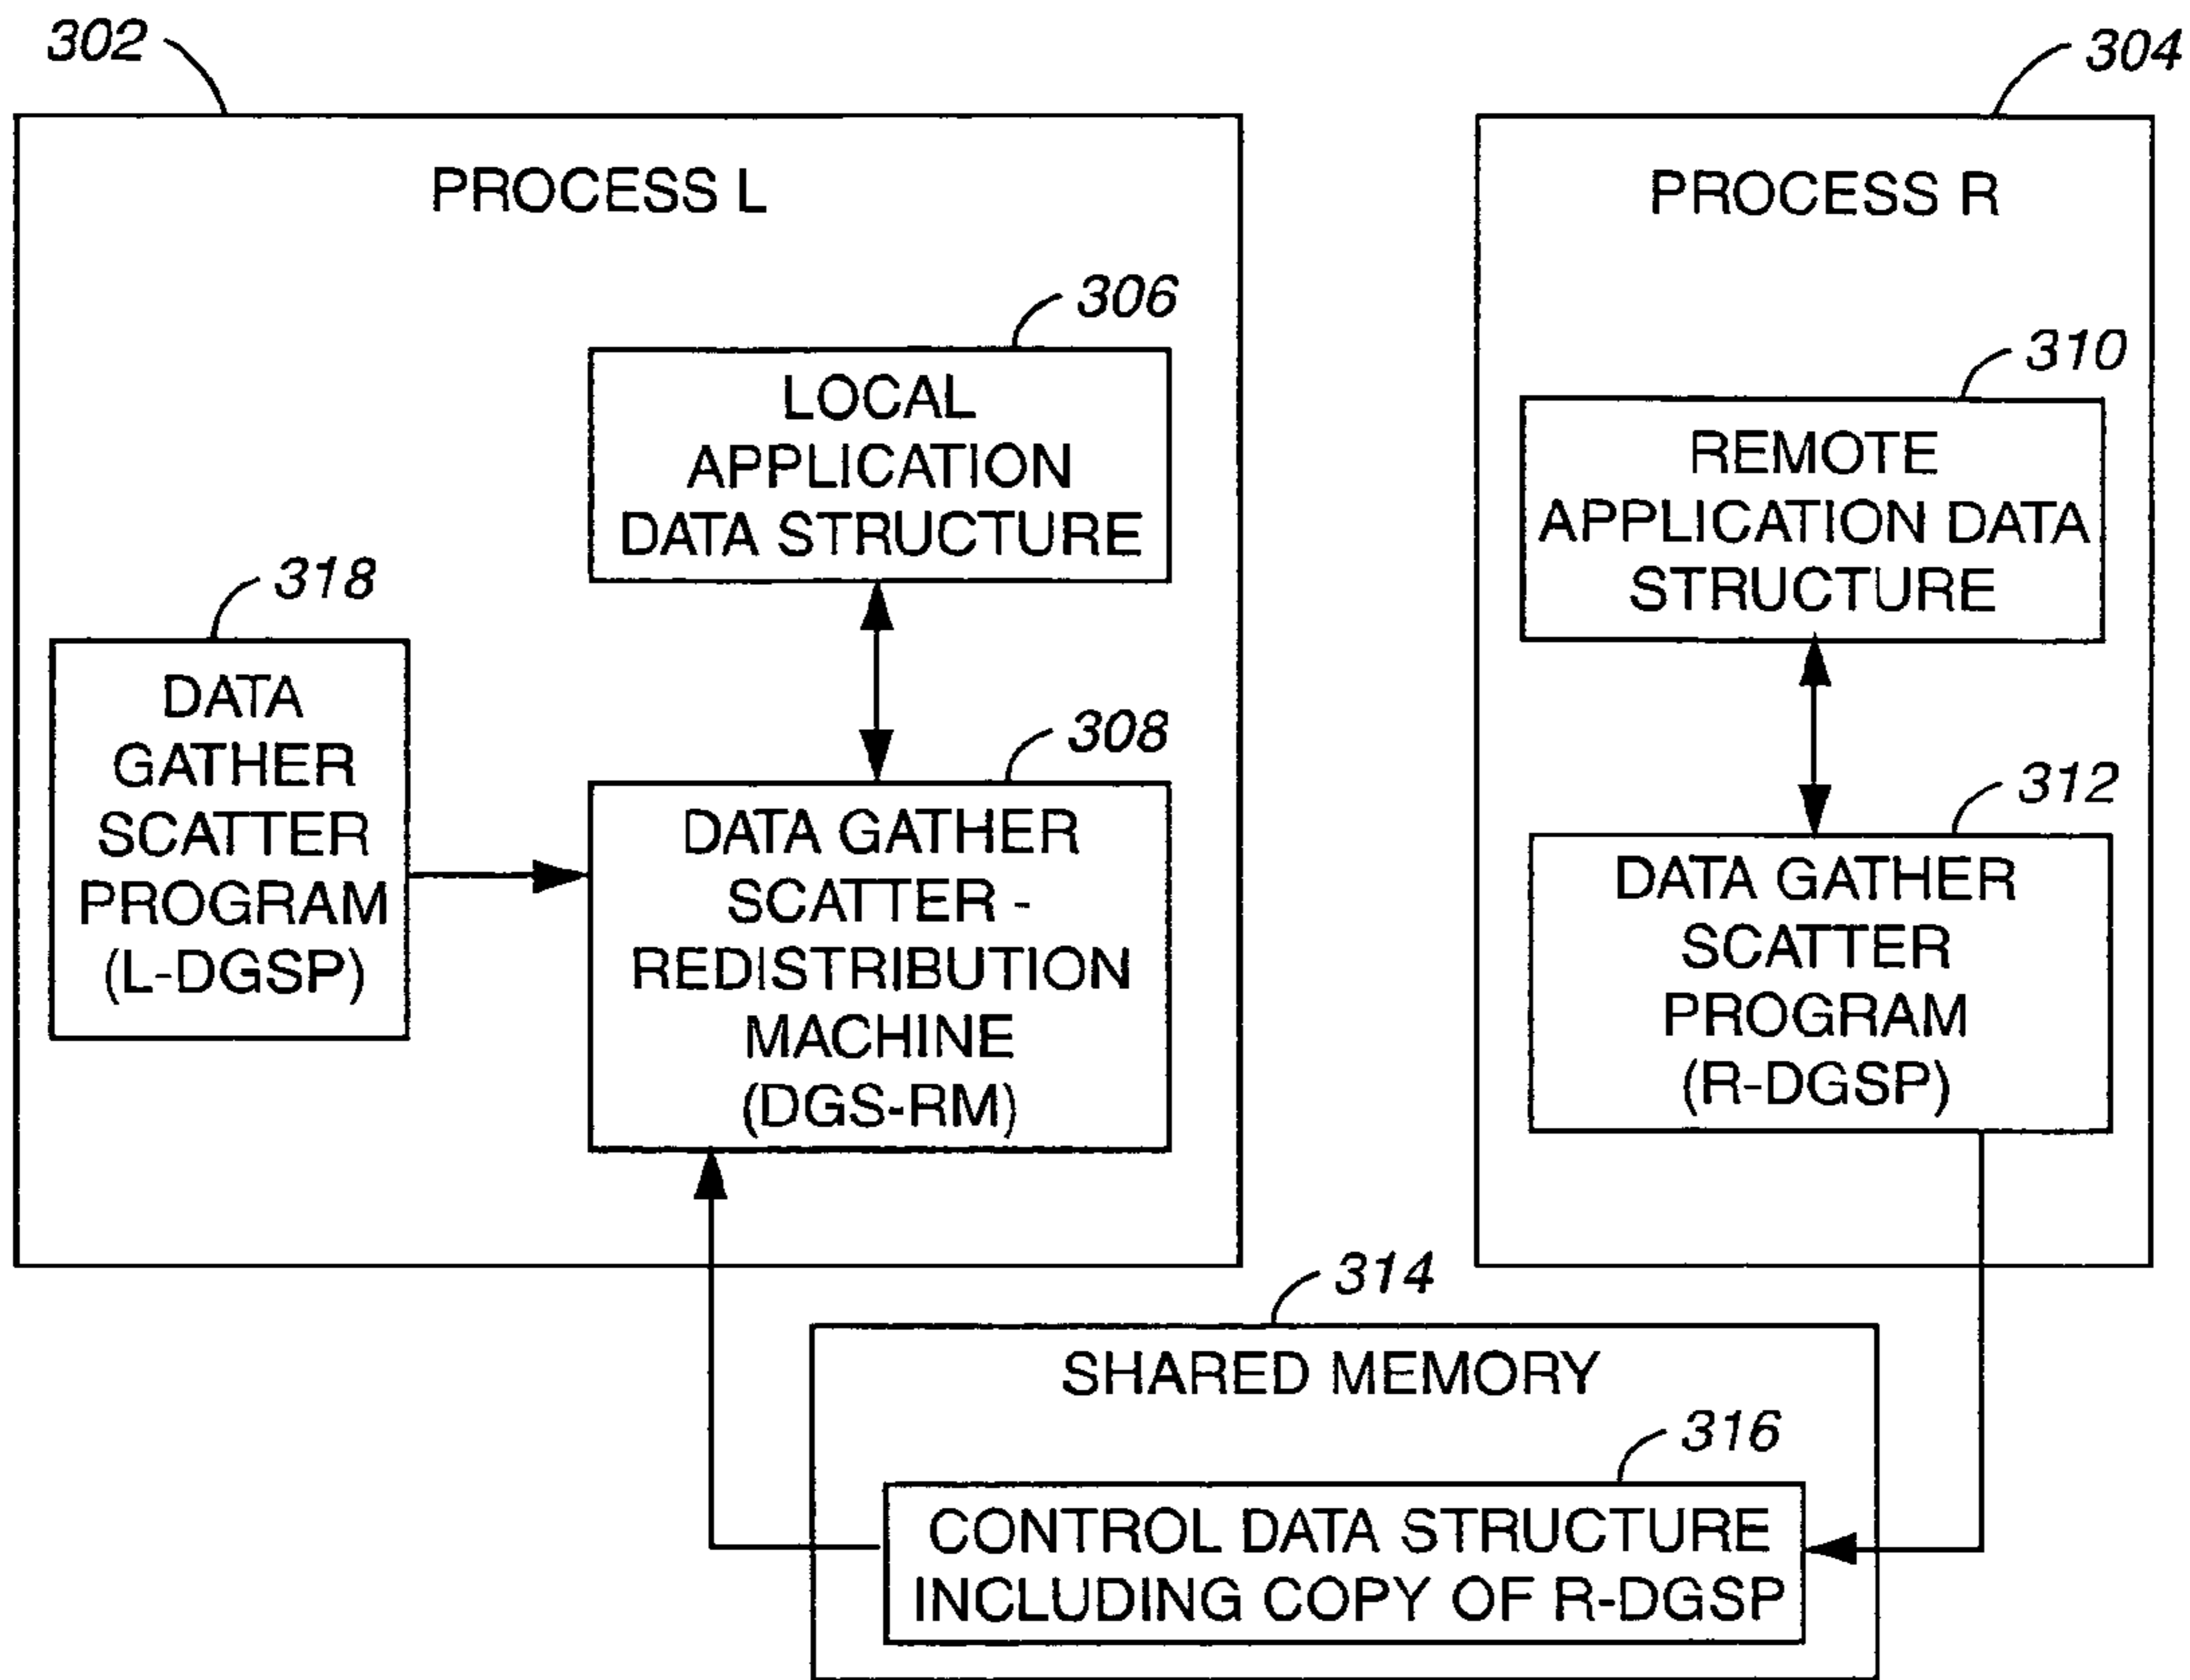 302
304
PROCESS L
PROCESS R
306
LOCAL
APPLICATION
DATA STRUCTURE
310
REMOTE
APPLICATION DATA
STRUCTURE
318
DATA
GATHER
SCATTER
PROGRAM
(L-DGSP)
308
DATA GATHER
SCATTER -
REDISTRIBUTION
MACHINE
(DGS-RM)
312
DATA GATHER
SCATTER
PROGRAM
(R-DGSP)
314
SHARED MEMORY
316
CONTROL DATA STRUCTURE
INCLUDING COPY OF R-DGSP